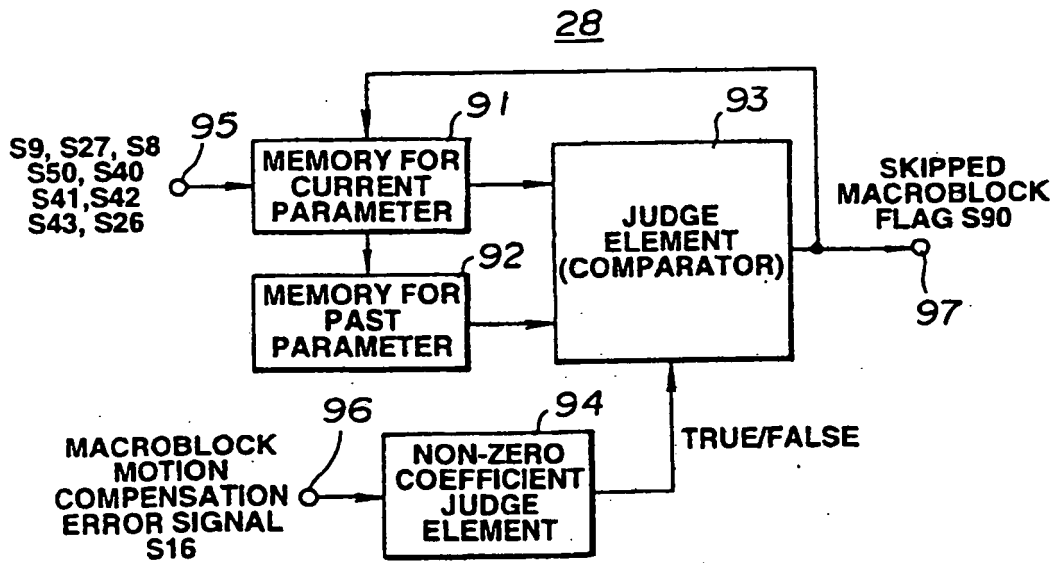 28
91
93
95
S9, S27, S8
S50, S40
S41,S42
S43, S26
MEMORY FOR
CURRENT
PARAMETER
JUDGE
ELEMENT
(COMPARATOR)
SKIPPED
MACROBLOCK
FLAG S90
92
MEMORY FOR
PAST
PARAMETER
97
96
94
TRUE/FALSE
MACROBLOCK
MOTION
COMPENSATION
ERROR SIGNAL
S16
NON-ZERO
COEFFICIENT
JUDGE
ELEMENT